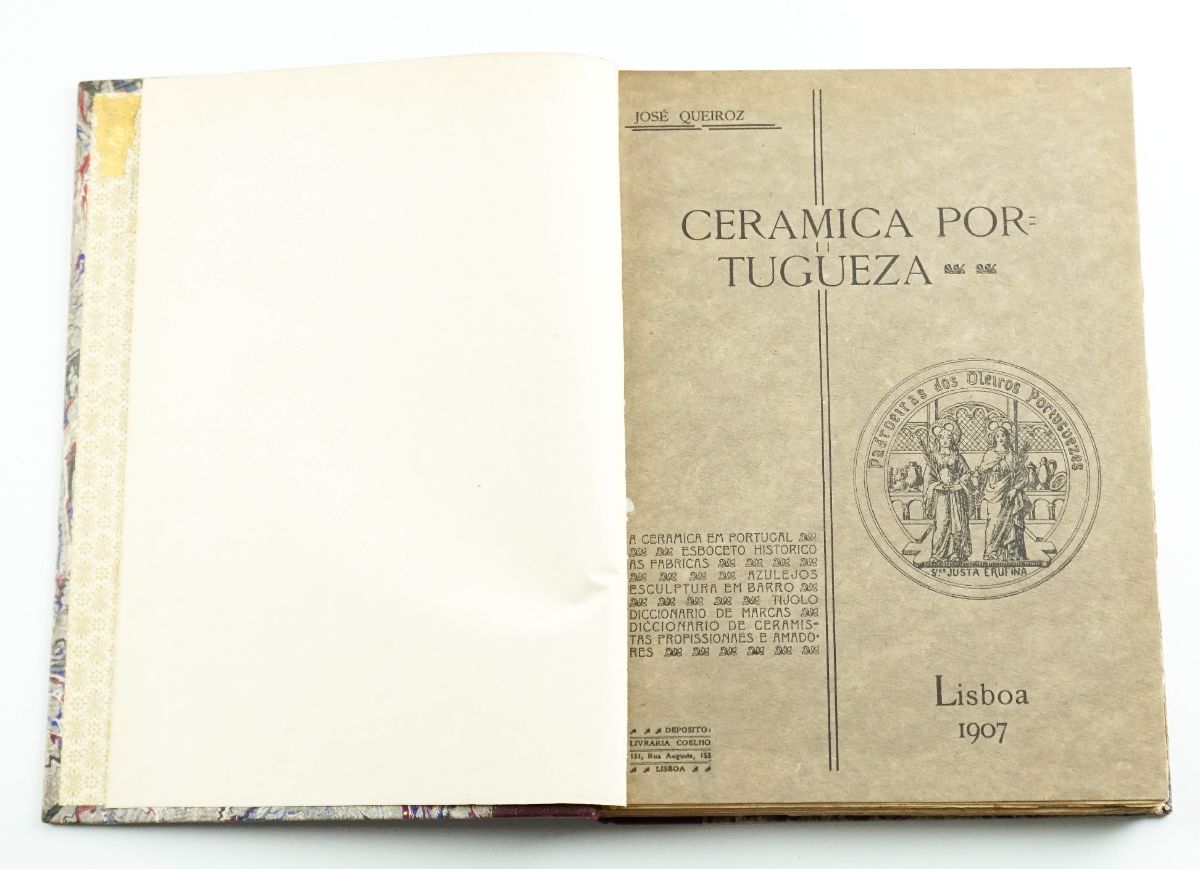 JOSÉ QUEIROZ
CERAMICA POR=
TUGUEZA
Padroeiras dos Oleiros Portuguezes
Stas JUSTA E RUFINA
A CERAMICA EM PORTUGAL
ESBOCETO HISTORICO
AS FABRICAS
AZULEJOS
ESCULPTURA EM BARRO
TIJOLO
DICCIONARIO DE MARCAS
DICCIONARIO DE CERAMIS-
TAS PROFISSIONAES E AMADO-
RES
Lisboa
1907
DEPOSITO:
LIVRARIA COELHO
151, Rua Augusta, 153
LISBOA